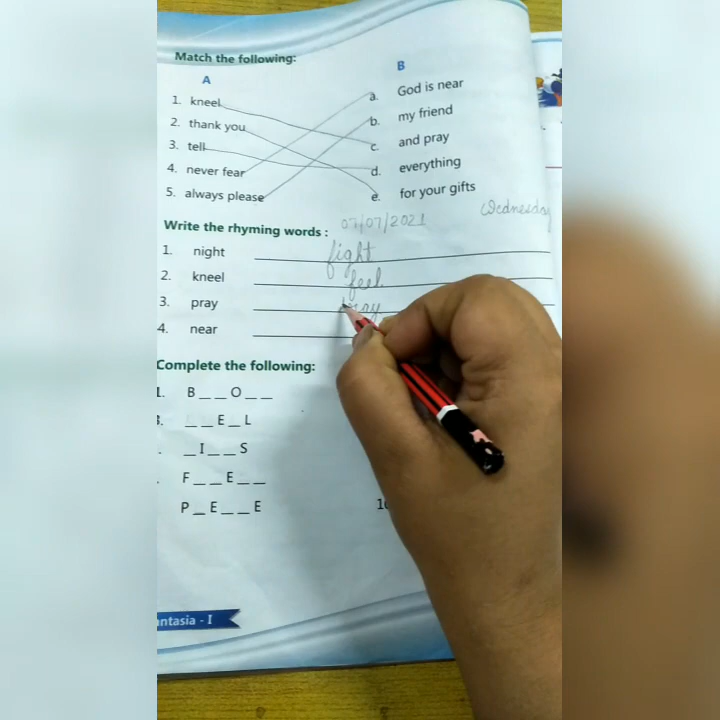 Match the following:
A B
1. kneel a. God is near
2. thank you b. my friend
3. tell c. and pray
4. never fear d. everything
5. always please e. for your gifts
Wednesday
Write the rhyming words : 07/07/2021
1. night fight
2. kneel feel
3. pray
4. near
Complete the following:
1. B _ _ O _ _
_ _ E _ L
_ I _ _ S
F _ _ E _ _
P _ E _ _ E
ntasia - I